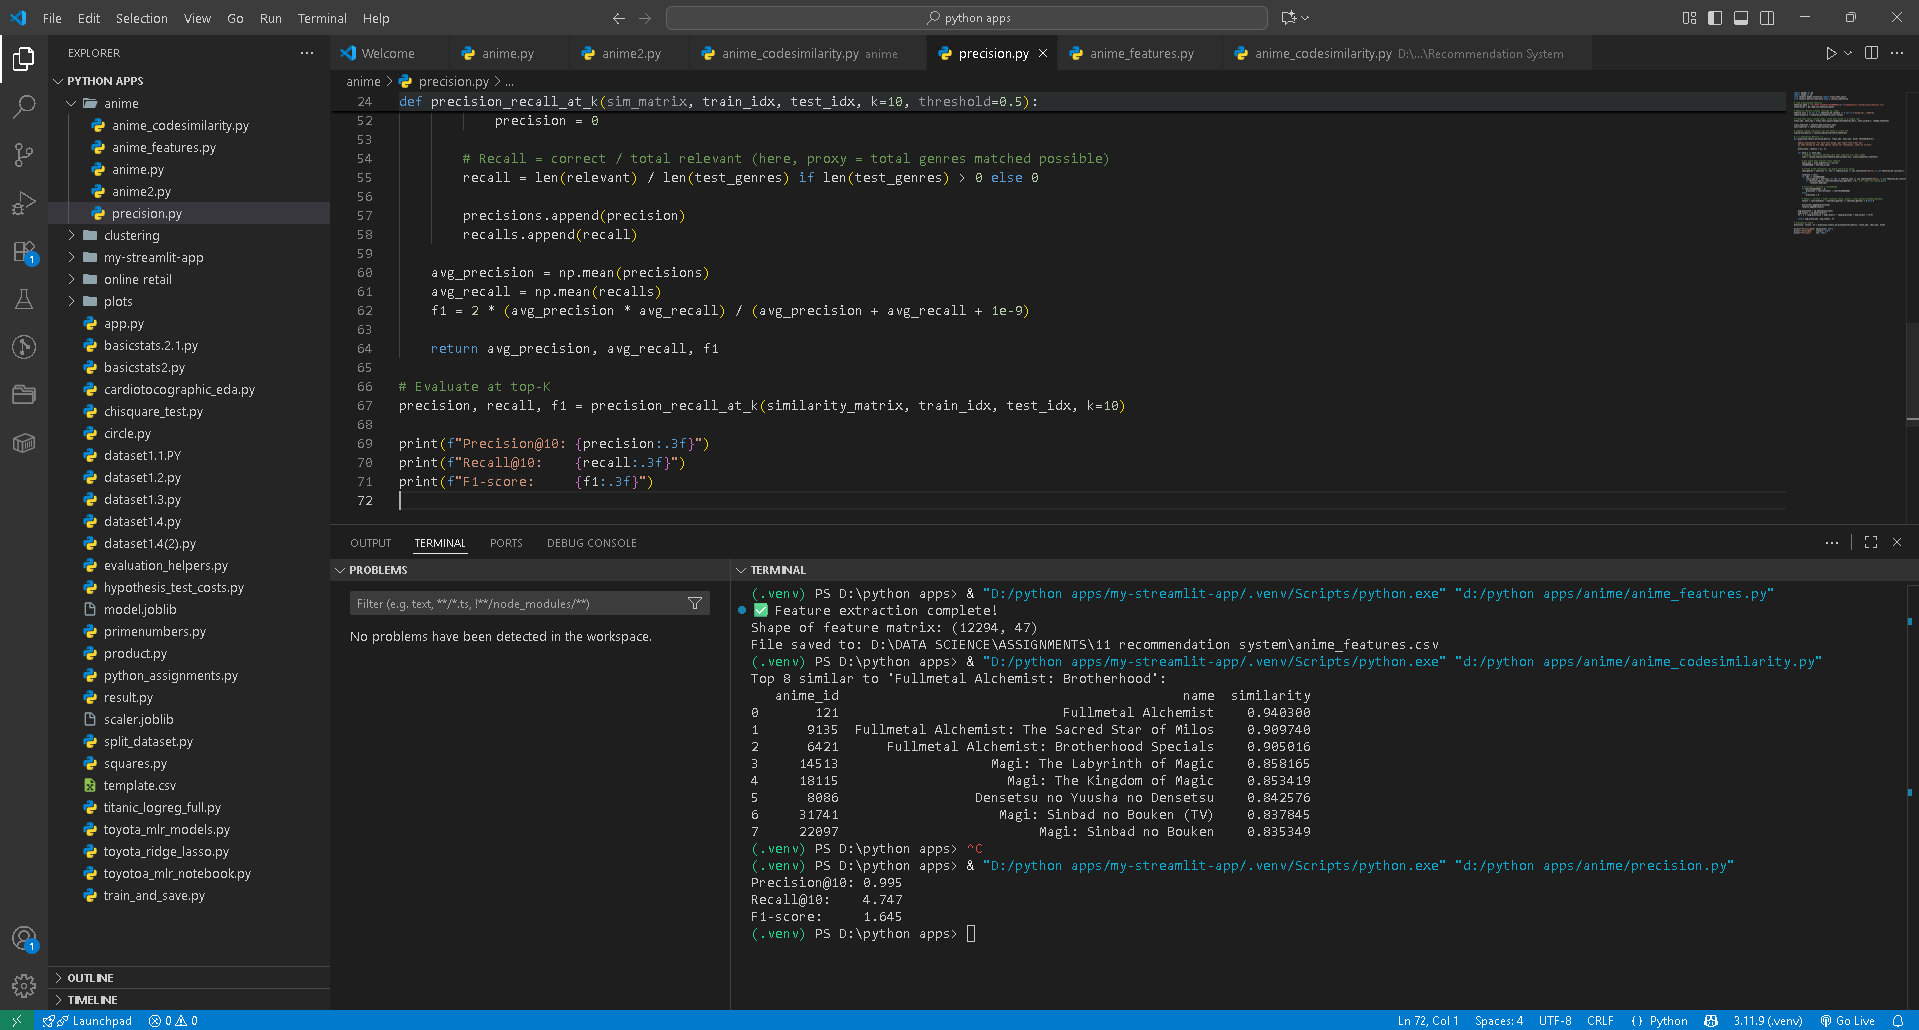 File Edit Selection View Go Run Terminal Help
python apps
EXPLORER
PYTHON APPS
anime
anime_codesimilarity.py
anime_features.py
anime.py
anime2.py
precision.py
clustering
my-streamlit-app
online retail
plots
app.py
basicstats.2.1.py
basicstats2.py
cardiotocographic_eda.py
chisquare_test.py
circle.py
dataset1.1.PY
dataset1.2.py
dataset1.3.py
dataset1.4.py
dataset1.4(2).py
evaluation_helpers.py
hypothesis_test_costs.py
model.joblib
primenumbers.py
product.py
python_assignments.py
result.py
scaler.joblib
split_dataset.py
squares.py
template.csv
titanic_logreg_full.py
toyota_mlr_models.py
toyota_ridge_lasso.py
toyotoa_mlr_notebook.py
train_and_save.py
OUTLINE
TIMELINE
1
1
Welcome anime.py anime2.py anime_codesimilarity.py anime precision.py anime_features.py anime_codesimilarity.py D:\...\Recommendation System
anime > precision.py > ...
24 def precision_recall_at_k(sim_matrix, train_idx, test_idx, k=10, threshold=0.5):
52 precision = 0
53
54 # Recall = correct / total relevant (here, proxy = total genres matched possible)
55 recall = len(relevant) / len(test_genres) if len(test_genres) > 0 else 0
56
57 precisions.append(precision)
58 recalls.append(recall)
59
60 avg_precision = np.mean(precisions)
61 avg_recall = np.mean(recalls)
62 f1 = 2 * (avg_precision * avg_recall) / (avg_precision + avg_recall + 1e-9)
63
64 return avg_precision, avg_recall, f1
65
66 # Evaluate at top-K
67 precision, recall, f1 = precision_recall_at_k(similarity_matrix, train_idx, test_idx, k=10)
68
69 print(f"Precision@10: {precision:.3f}")
70 print(f"Recall@10:    {recall:.3f}")
71 print(f"F1-score:     {f1:.3f}")
72
OUTPUT TERMINAL PORTS DEBUG CONSOLE
PROBLEMS
Filter (e.g. text, **/*.ts, !**/node_modules/**)
No problems have been detected in the workspace.
TERMINAL
(.venv) PS D:\python apps> & "D:/python apps/my-streamlit-app/.venv/Scripts/python.exe" "d:/python apps/anime/anime_features.py"
✅ Feature extraction complete!
Shape of feature matrix: (12294, 47)
File saved to: D:\DATA SCIENCE\ASSIGNMENTS\11 recommendation system\anime_features.csv
(.venv) PS D:\python apps> & "D:/python apps/my-streamlit-app/.venv/Scripts/python.exe" "d:/python apps/anime/anime_codesimilarity.py"
Top 8 similar to 'Fullmetal Alchemist: Brotherhood':
anime_id name similarity
0 121 Fullmetal Alchemist 0.940300
1 9135 Fullmetal Alchemist: The Sacred Star of Milos 0.909740
2 6421 Fullmetal Alchemist: Brotherhood Specials 0.905016
3 14513 Magi: The Labyrinth of Magic 0.858165
4 18115 Magi: The Kingdom of Magic 0.853419
5 8086 Densetsu no Yuusha no Densetsu 0.842576
6 31741 Magi: Sinbad no Bouken (TV) 0.837845
7 22097 Magi: Sinbad no Bouken 0.835349
(.venv) PS D:\python apps> ^C
(.venv) PS D:\python apps> & "D:/python apps/my-streamlit-app/.venv/Scripts/python.exe" "d:/python apps/anime/precision.py"
Precision@10: 0.995
Recall@10:    4.747
F1-score:     1.645
(.venv) PS D:\python apps>
Launchpad 0 0 Ln 72, Col 1 Spaces: 4 UTF-8 CRLF {} Python 3.11.9 (.venv) Go Live